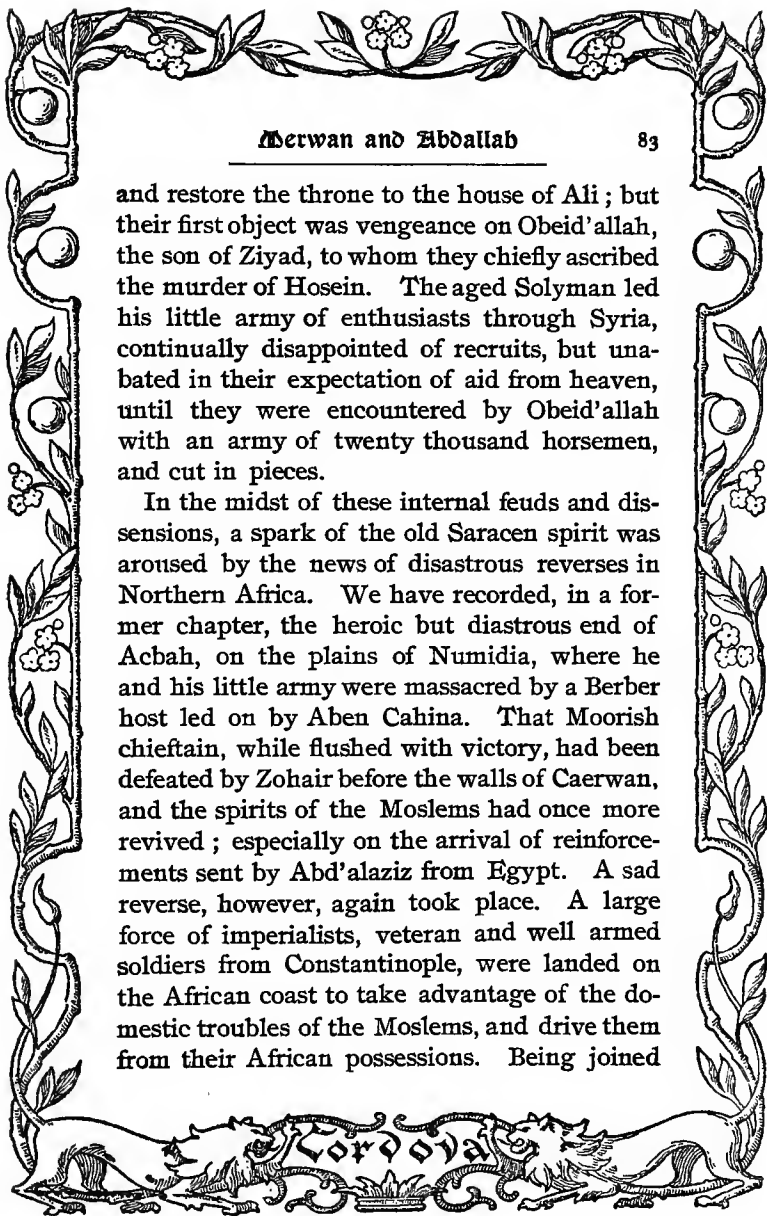 Merwan and Abdallah 83
and restore the throne to the house of Ali ; but
their first object was vengeance on Obeid'allah,
the son of Ziyad, to whom they chiefly ascribed
the murder of Hosein. The aged Solyman led
his little army of enthusiasts through Syria,
continually disappointed of recruits, but una-
bated in their expectation of aid from heaven,
until they were encountered by Obeid'allah
with an army of twenty thousand horsemen,
and cut in pieces.
In the midst of these internal feuds and dis-
sensions, a spark of the old Saracen spirit was
aroused by the news of disastrous reverses in
Northern Africa. We have recorded, in a for-
mer chapter, the heroic but diastrous end of
Acbah, on the plains of Numidia, where he
and his little army were massacred by a Berber
host led on by Aben Cahina. That Moorish
chieftain, while flushed with victory, had been
defeated by Zohair before the walls of Caerwan,
and the spirits of the Moslems had once more
revived ; especially on the arrival of reinforce-
ments sent by Abd'alaziz from Egypt. A sad
reverse, however, again took place. A large
force of imperialists, veteran and well armed
soldiers from Constantinople, were landed on
the African coast to take advantage of the do-
mestic troubles of the Moslems, and drive them
from their African possessions. Being joined
Cordova